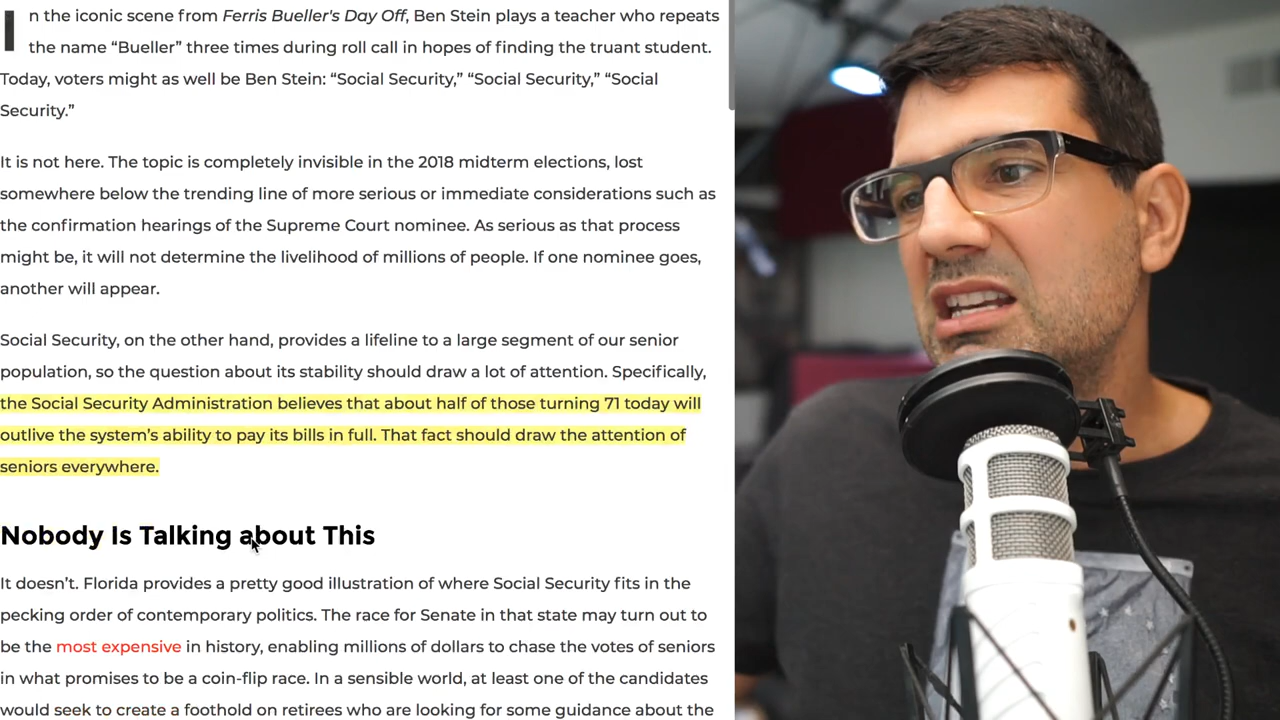 In the iconic scene from Ferris Bueller's Day Off, Ben Stein plays a teacher who repeats
the name “Bueller” three times during roll call in hopes of finding the truant student.
Today, voters might as well be Ben Stein: “Social Security,” “Social Security,” “Social
Security.”
It is not here. The topic is completely invisible in the 2018 midterm elections, lost
somewhere below the trending line of more serious or immediate considerations such as
the confirmation hearings of the Supreme Court nominee. As serious as that process
might be, it will not determine the livelihood of millions of people. If one nominee goes,
another will appear.
Social Security, on the other hand, provides a lifeline to a large segment of our senior
population, so the question about its stability should draw a lot of attention. Specifically,
the Social Security Administration believes that about half of those turning 71 today will
outlive the system’s ability to pay its bills in full. That fact should draw the attention of
seniors everywhere.
Nobody Is Talking about This
It doesn’t. Florida provides a pretty good illustration of where Social Security fits in the
pecking order of contemporary politics. The race for Senate in that state may turn out to
be the most expensive in history, enabling millions of dollars to chase the votes of seniors
in what promises to be a coin-flip race. In a sensible world, at least one of the candidates
would seek to create a foothold on retirees who are looking for some guidance about the